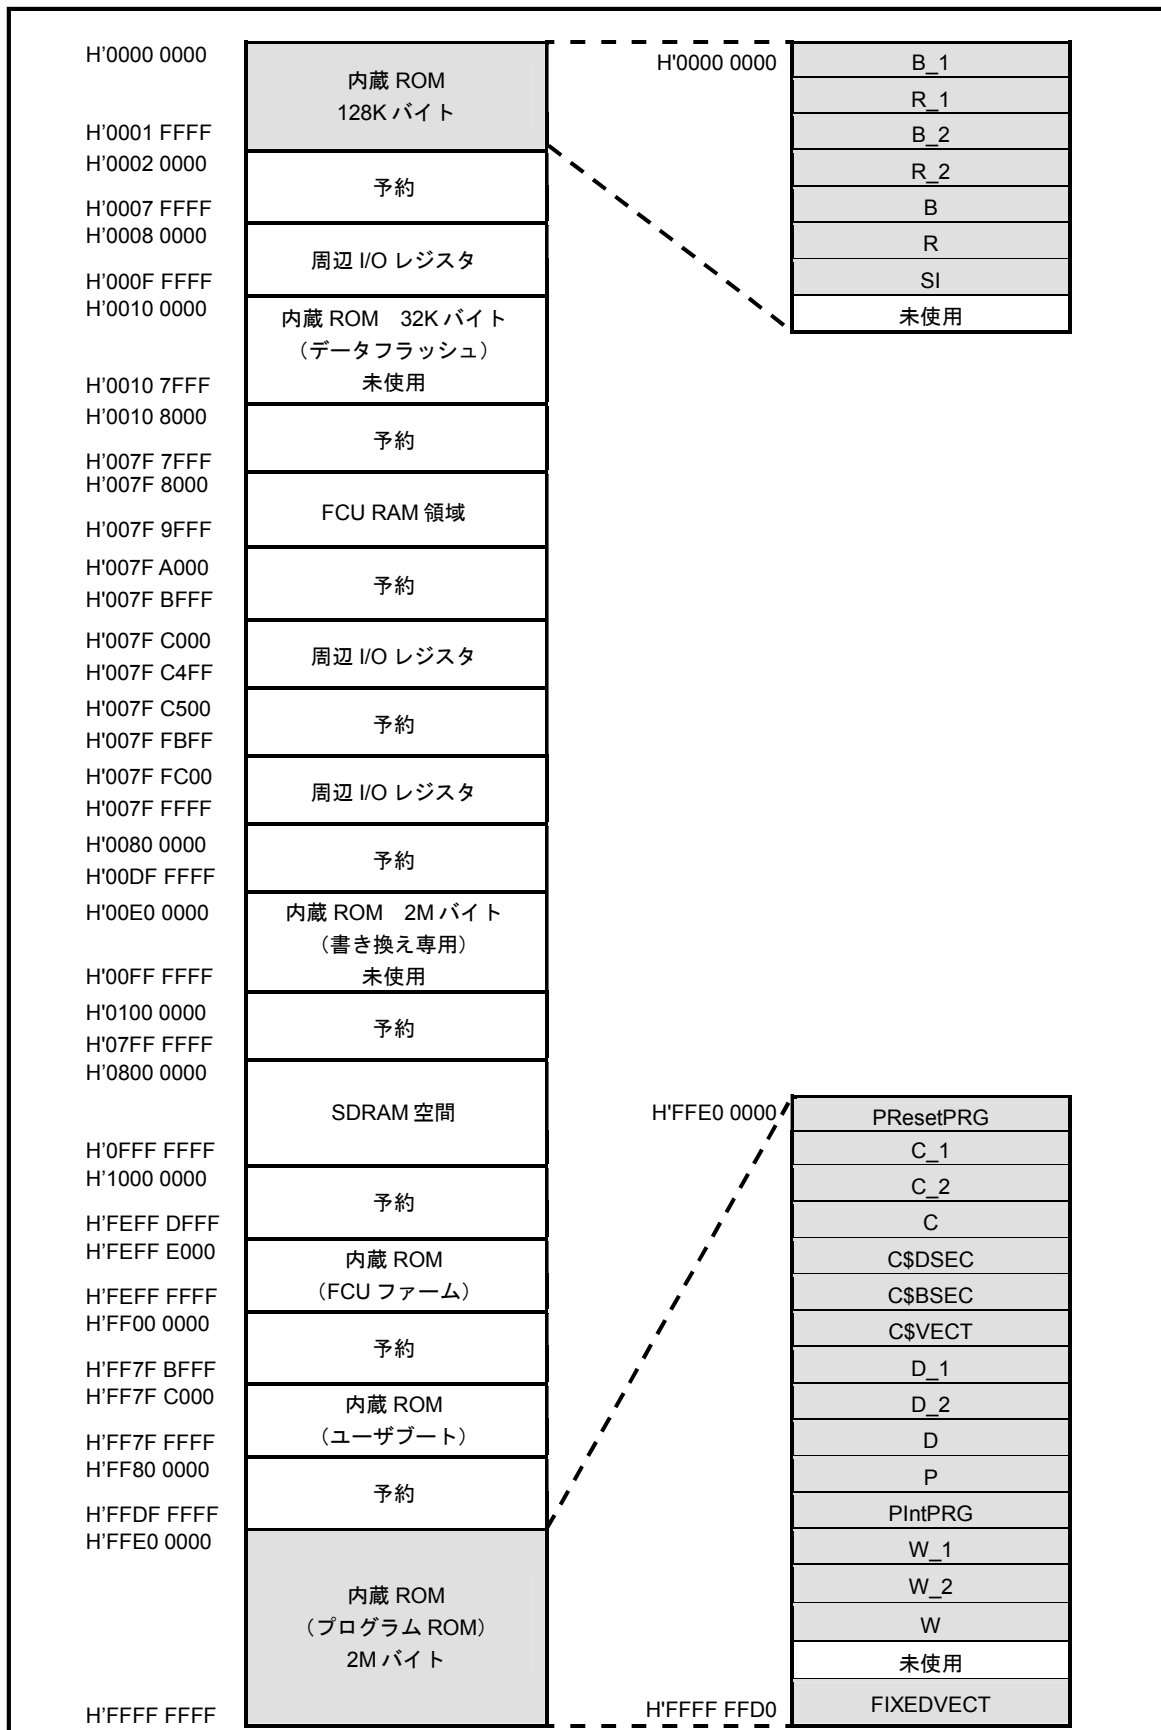 H'0000 0000
内蔵 ROM
128K バイト
H'0001 FFFF
H'0002 0000
予約
H'0007 FFFF
H'0008 0000
周辺 I/O レジスタ
H'000F FFFF
H'0010 0000
内蔵 ROM　32K バイト
（データフラッシュ）
未使用
H'0010 7FFF
H'0010 8000
予約
H'007F 7FFF
H'007F 8000
FCU RAM 領域
H'007F 9FFF
H'007F A000
予約
H'007F BFFF
H'007F C000
周辺 I/O レジスタ
H'007F C4FF
H'007F C500
予約
H'007F FBFF
H'007F FC00
周辺 I/O レジスタ
H'007F FFFF
H'0080 0000
予約
H'00DF FFFF
H'00E0 0000
内蔵 ROM　2M バイト
（書き換え専用）
未使用
H'00FF FFFF
H'0100 0000
予約
H'07FF FFFF
H'0800 0000
SDRAM 空間
H'0FFF FFFF
H'1000 0000
予約
H'FEFF DFFF
H'FEFF E000
内蔵 ROM
（FCU ファーム）
H'FEFF FFFF
H'FF00 0000
予約
H'FF7F BFFF
H'FF7F C000
内蔵 ROM
（ユーザブート）
H'FF7F FFFF
H'FF80 0000
予約
H'FFDF FFFF
H'FFE0 0000
内蔵 ROM
（プログラム ROM）
2M バイト
H'FFFF FFFF
H'0000 0000
B_1
R_1
B_2
R_2
B
R
SI
未使用
H'FFE0 0000
PResetPRG
C_1
C_2
C
C$DSEC
C$BSEC
C$VECT
D_1
D_2
D
P
PIntPRG
W_1
W_2
W
未使用
H'FFFF FFD0
FIXEDVECT